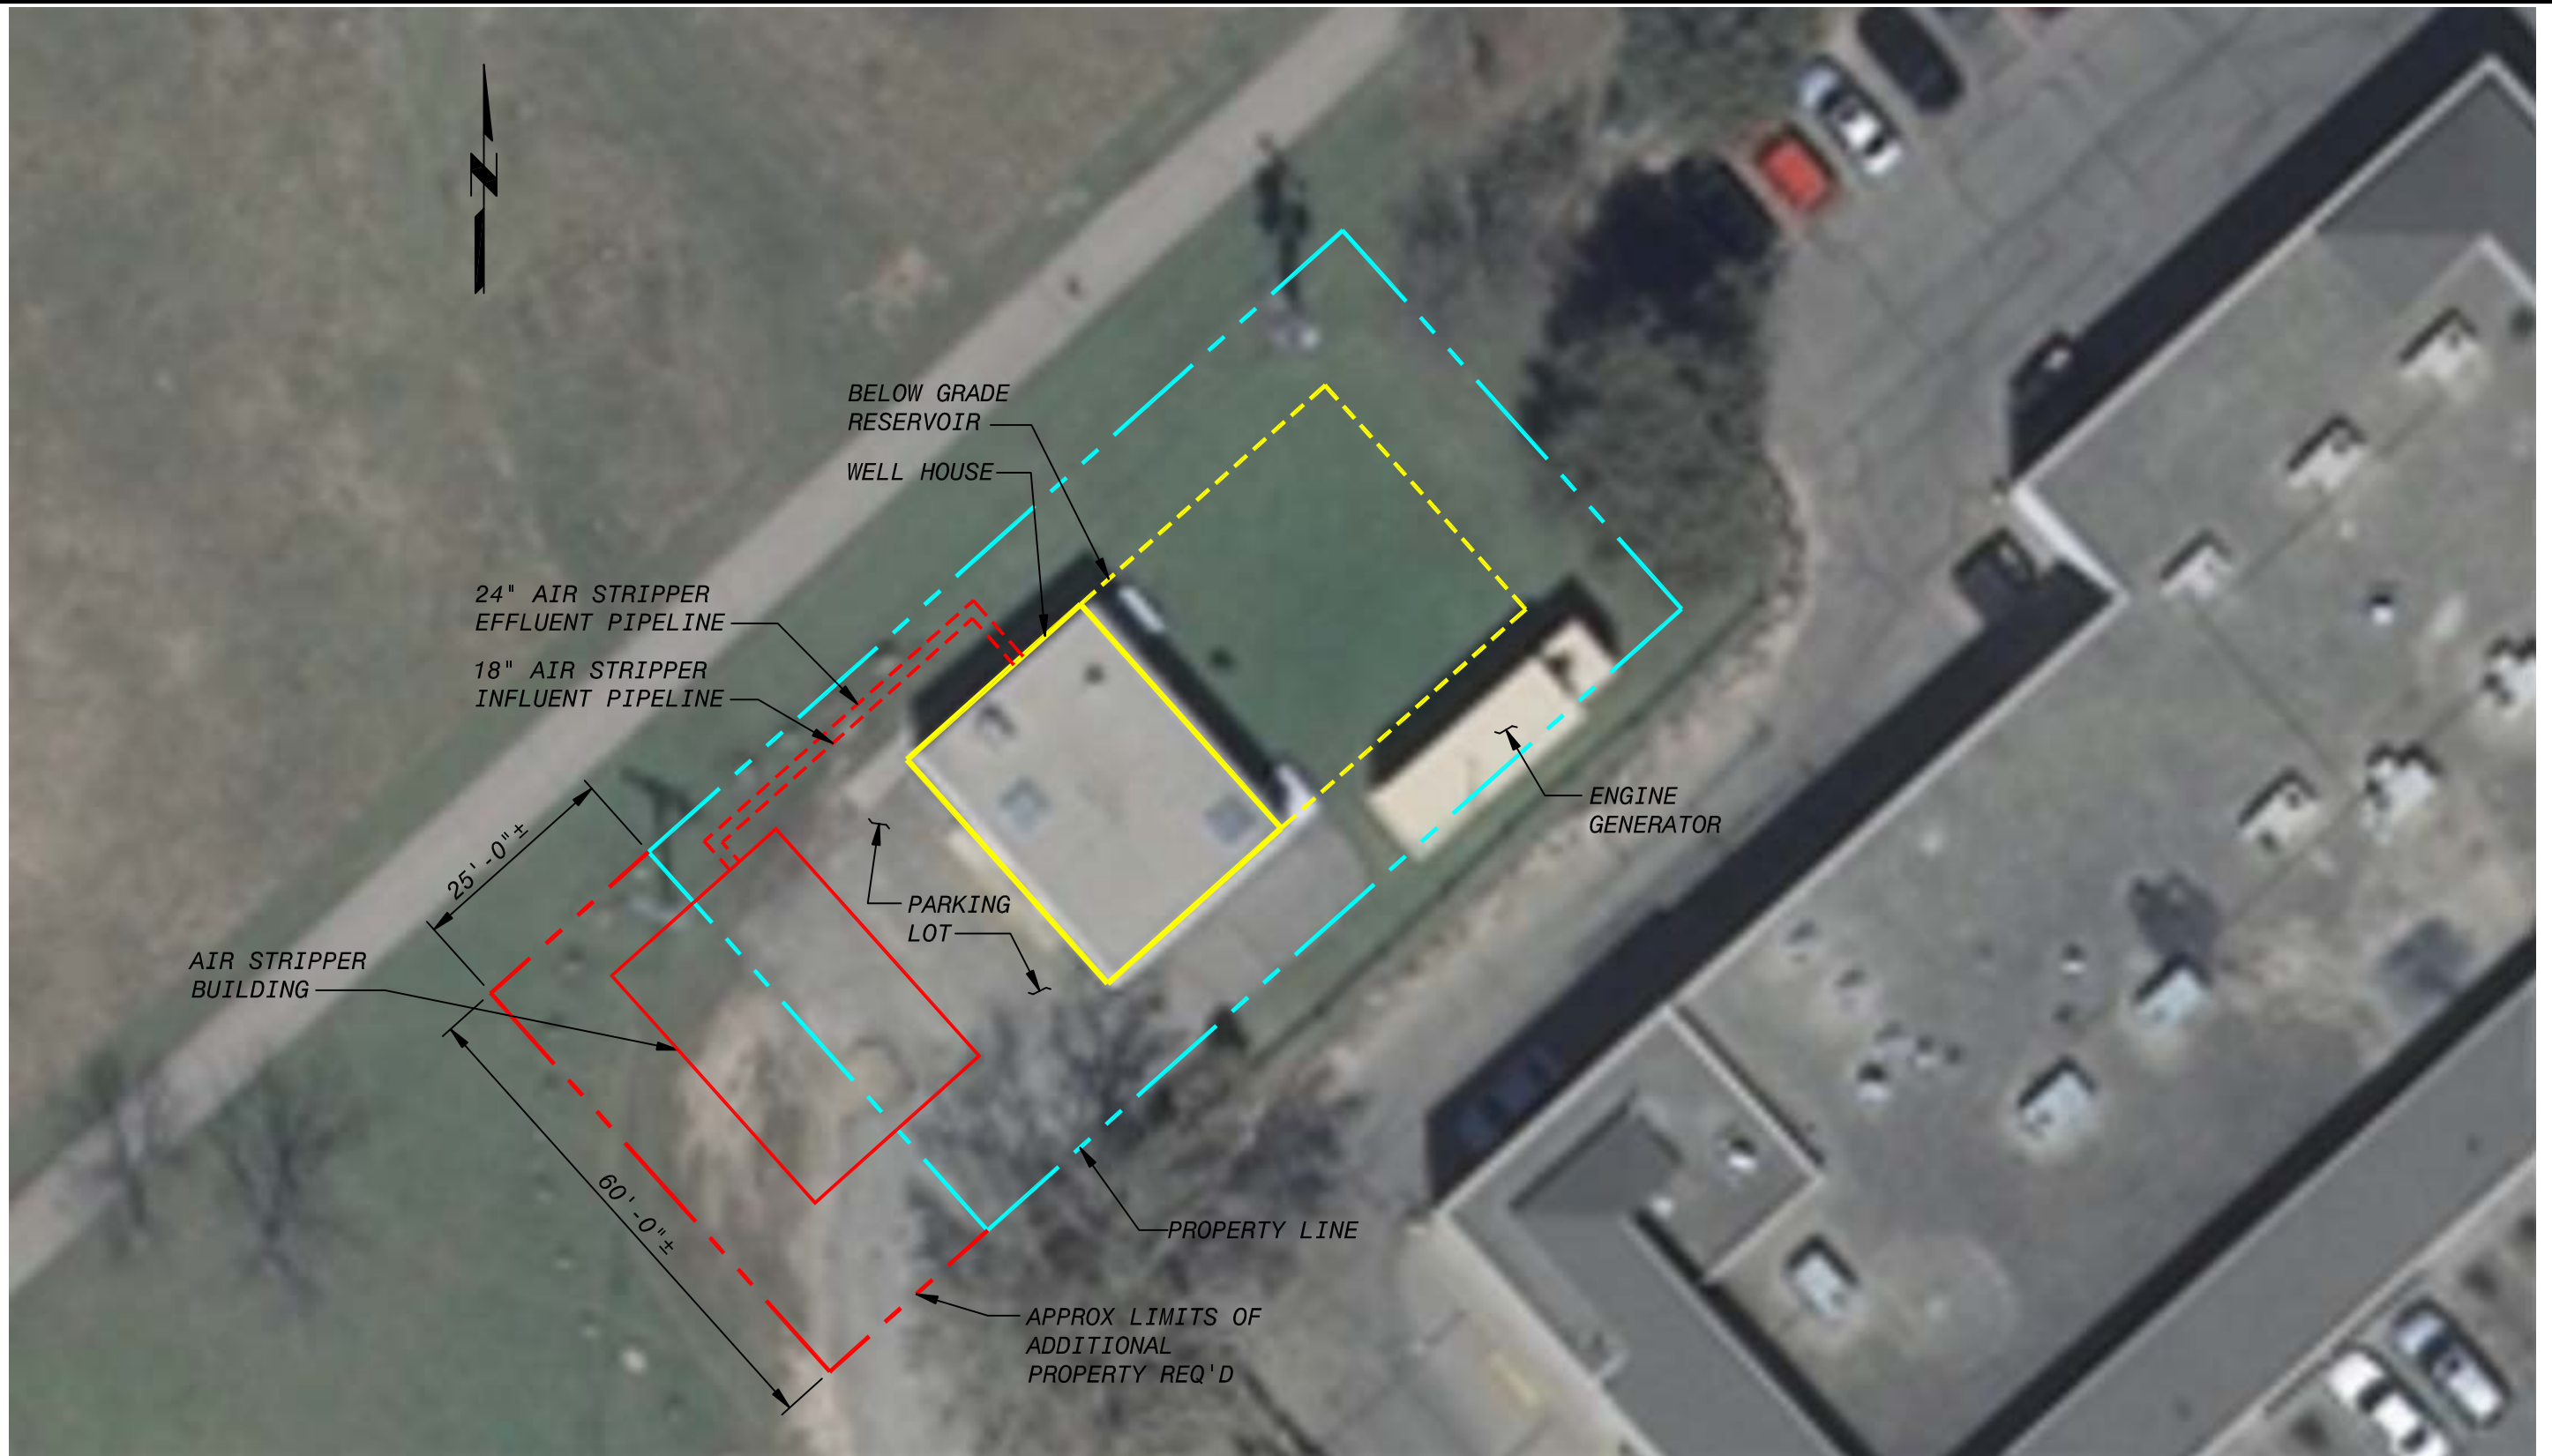 N
BELOW GRADE
RESERVOIR
WELL HOUSE
24" AIR STRIPPER
EFFLUENT PIPELINE
18" AIR STRIPPER
INFLUENT PIPELINE
25'-0"±
AIR STRIPPER
BUILDING
60'-0"±
PARKING
LOT
ENGINE
GENERATOR
PROPERTY LINE
APPROX LIMITS OF
ADDITIONAL
PROPERTY REQ'D